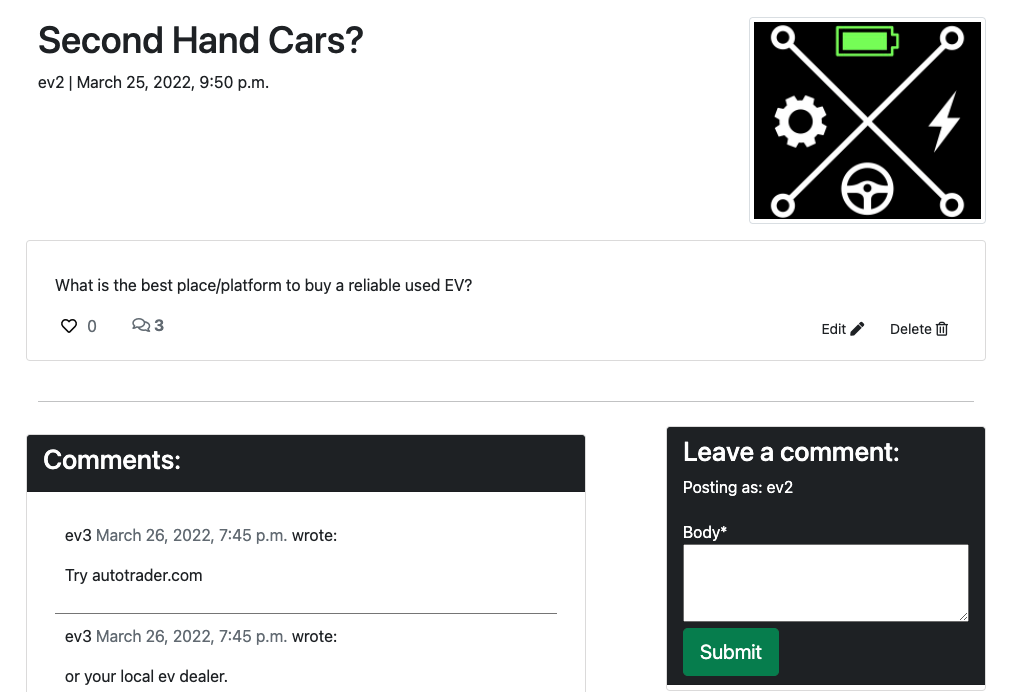 Second Hand Cars?
ev2 | March 25, 2022, 9:50 p.m.
What is the best place/platform to buy a reliable used EV?
0 3
Edit Delete
Comments:
ev3 March 26, 2022, 7:45 p.m. wrote:
Try autotrader.com
ev3 March 26, 2022, 7:45 p.m. wrote:
or your local ev dealer.
Leave a comment:
Posting as: ev2
Body*
Submit